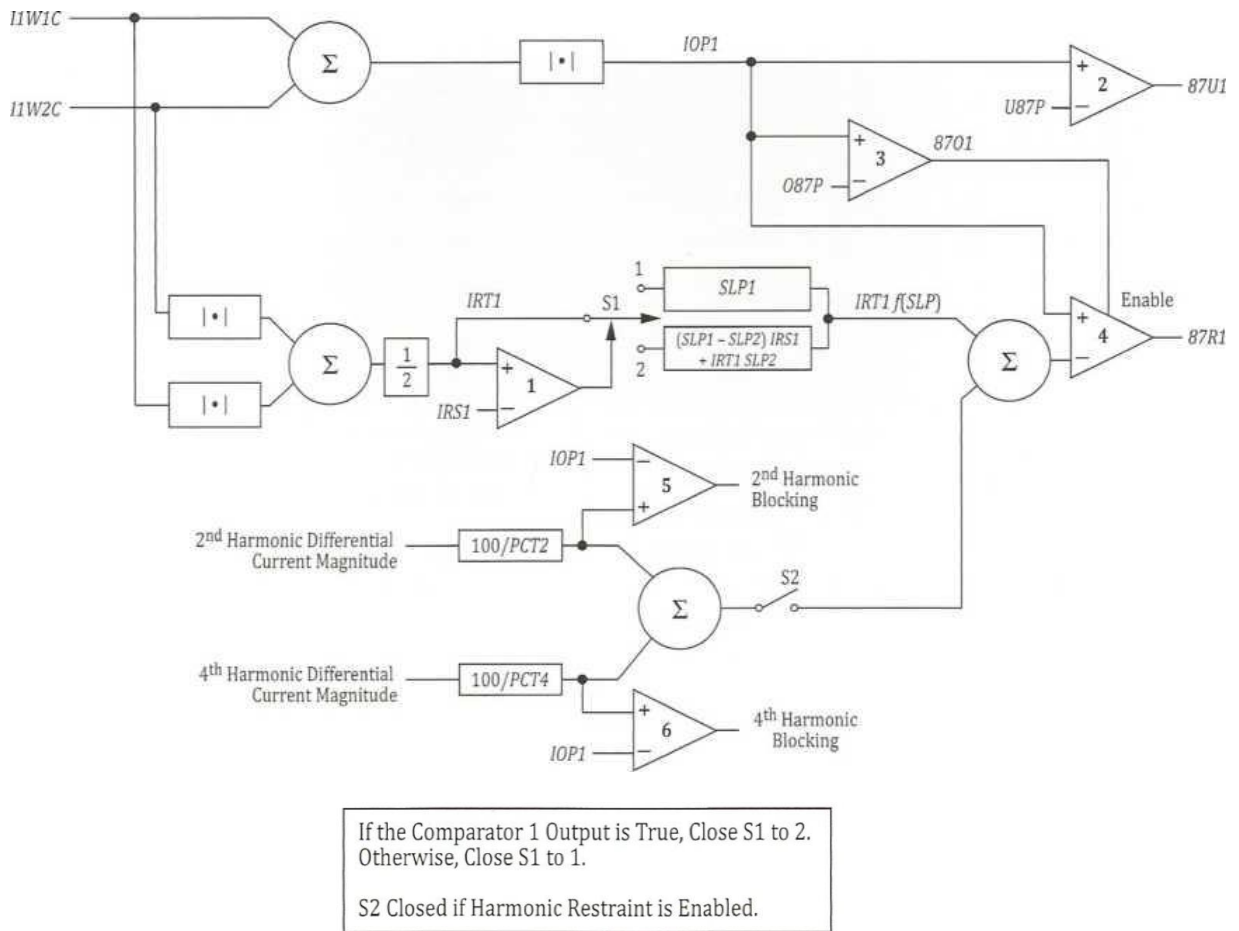 I1W1C
Σ
|•|
IOP1
+
2
87U1
U87P
−
I1W2C
+
3
87O1
O87P
−
|•|
Σ
1
2
IRT1
S1
1
SLP1
2
(SLP1 − SLP2) IRS1
+ IRT1 SLP2
IRT1 f(SLP)
Σ
Enable
+
4
−
87R1
|•|
+
1
IRS1
−
IOP1
−
5
+
2nd Harmonic
Blocking
2nd Harmonic Differential
Current Magnitude
100/PCT2
Σ
S2
4th Harmonic Differential
Current Magnitude
100/PCT4
+
6
IOP1
−
4th Harmonic
Blocking
If the Comparator 1 Output is True, Close S1 to 2.
Otherwise, Close S1 to 1.
S2 Closed if Harmonic Restraint is Enabled.